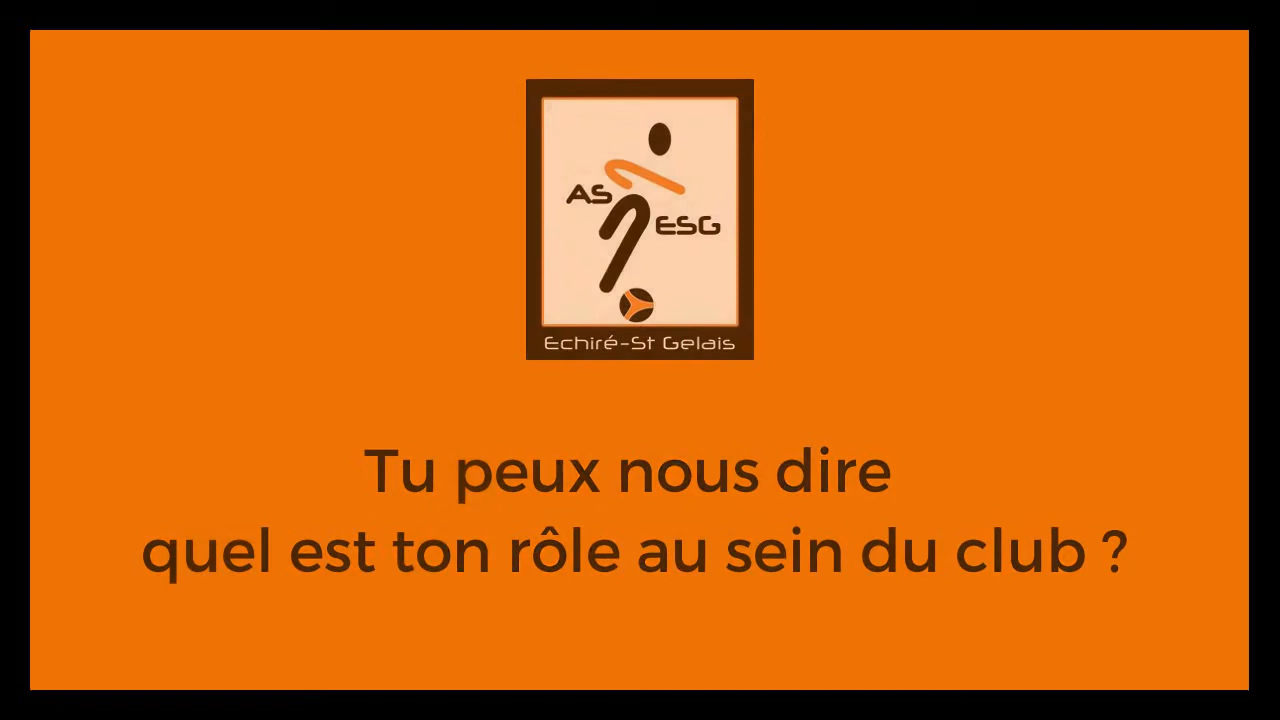 AS
ESG
Echiré-St Gelais
Tu peux nous dire
quel est ton rôle au sein du club ?